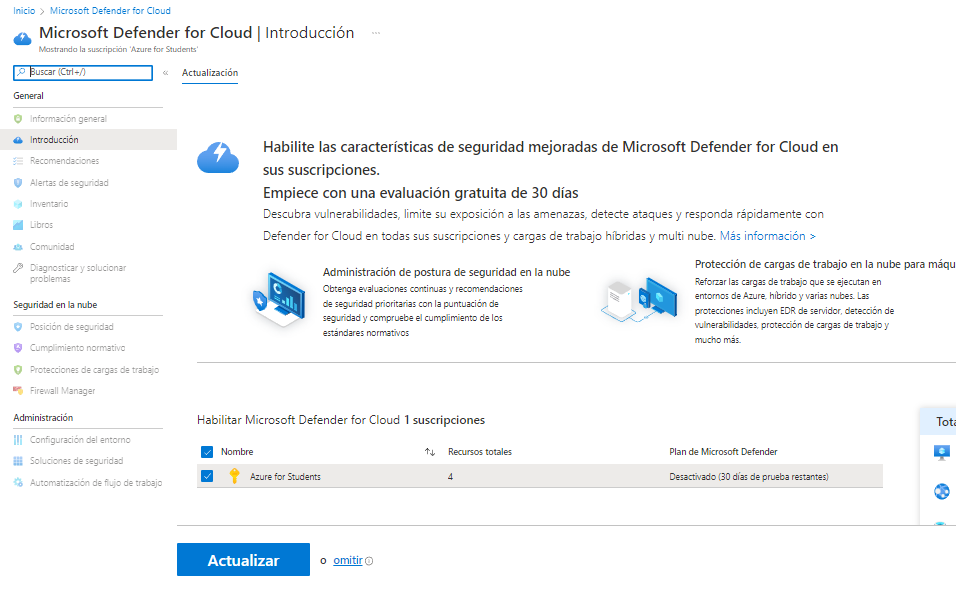 Inicio > Microsoft Defender for Cloud
Microsoft Defender for Cloud | Introducción ···
Mostrando la suscripción 'Azure for Students'
Buscar (Ctrl+/)
«
General
Información general
Introducción
Recomendaciones
Alertas de seguridad
Inventario
Libros
Comunidad
Diagnosticar y solucionar
problemas
Seguridad en la nube
Posición de seguridad
Cumplimiento normativo
Protecciones de cargas de trabajo
Firewall Manager
Administración
Configuración del entorno
Soluciones de seguridad
Automatización de flujo de trabajo
Actualización
Habilite las características de seguridad mejoradas de Microsoft Defender for Cloud en
sus suscripciones.
Empiece con una evaluación gratuita de 30 días
Descubra vulnerabilidades, limite su exposición a las amenazas, detecte ataques y responda rápidamente con
Defender for Cloud en todas sus suscripciones y cargas de trabajo híbridas y multi nube. Más información >
Administración de postura de seguridad en la nube
Obtenga evaluaciones continuas y recomendaciones
de seguridad prioritarias con la puntuación de
seguridad y compruebe el cumplimiento de los
estándares normativos
Protección de cargas de trabajo en la nube para máqu
Reforzar las cargas de trabajo que se ejecutan en
entornos de Azure, híbrido y varias nubes. Las
protecciones incluyen EDR de servidor, detección de
vulnerabilidades, protección de cargas de trabajo y
mucho más.
Habilitar Microsoft Defender for Cloud 1 suscripciones
Nombre ↑↓ Recursos totales Plan de Microsoft Defender
Azure for Students 4 Desactivado (30 días de prueba restantes)
Tota
Actualizar o omitir